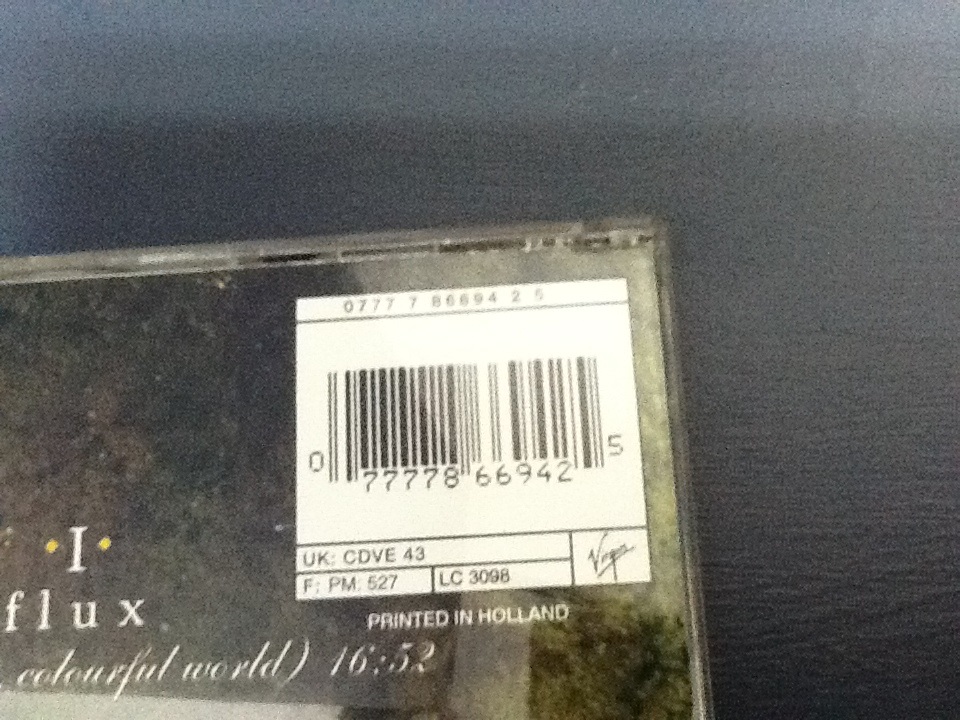 0777 7 86694 2 5
0 77778 66942 5
UK: CDVE 43
Virgin
F: PM: 527
LC 3098
PRINTED IN HOLLAND
· I ·
flux
, colourful world) 16:52